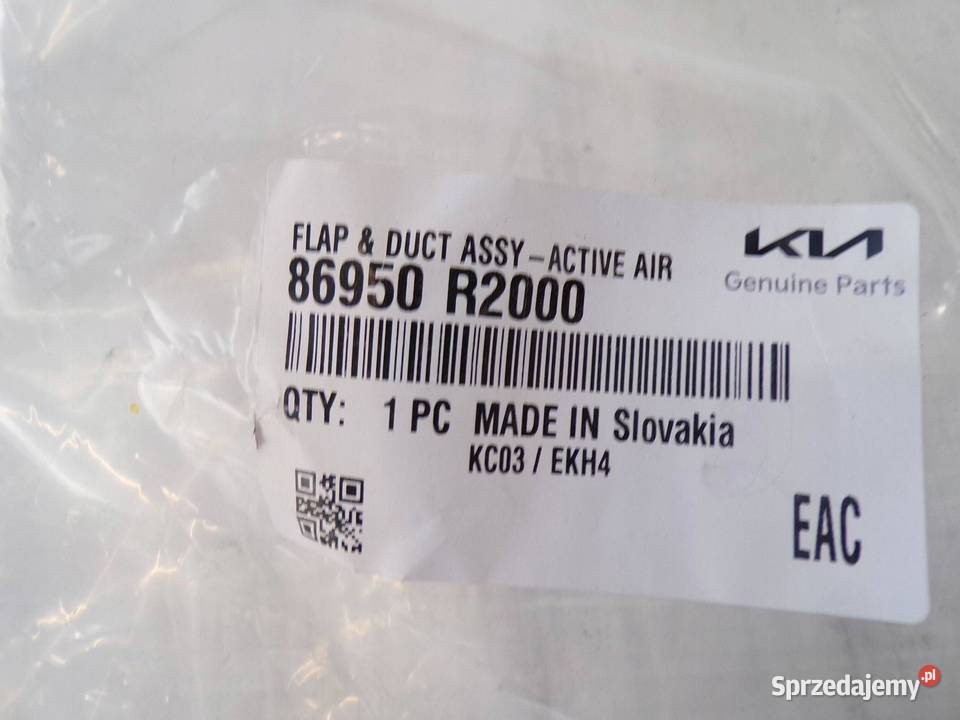 FLAP & DUCT ASSY-ACTIVE AIR
86950 R2000
KIA
Genuine Parts
QTY: 1 PC MADE IN Slovakia
KC03 / EKH4
EAC
Sprzedajemy.pl